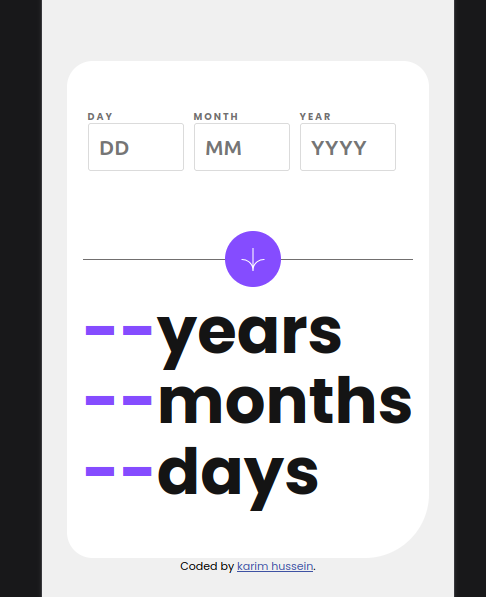 DAY MONTH YEAR
DD MM YYYY
--years
--months
--days
Coded by karim hussein.